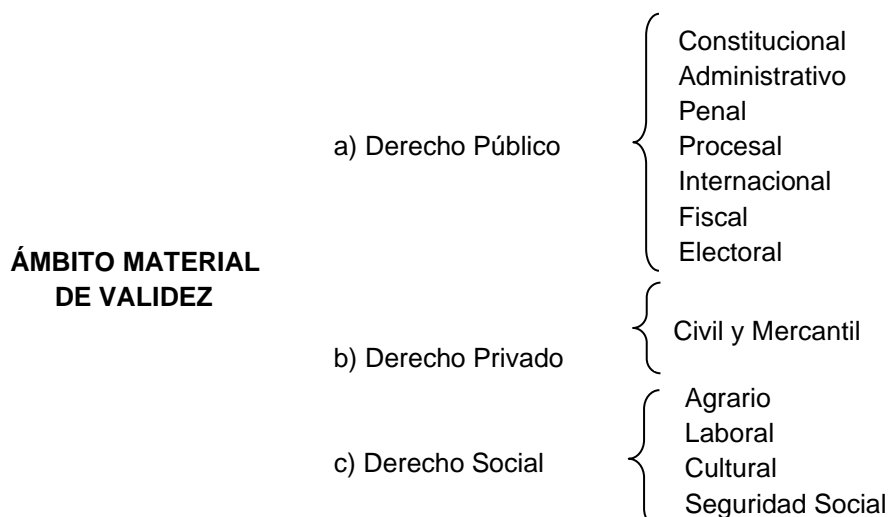 ÁMBITO MATERIAL
DE VALIDEZ
a) Derecho Público
Constitucional
Administrativo
Penal
Procesal
Internacional
Fiscal
Electoral
b) Derecho Privado
Civil y Mercantil
c) Derecho Social
Agrario
Laboral
Cultural
Seguridad Social